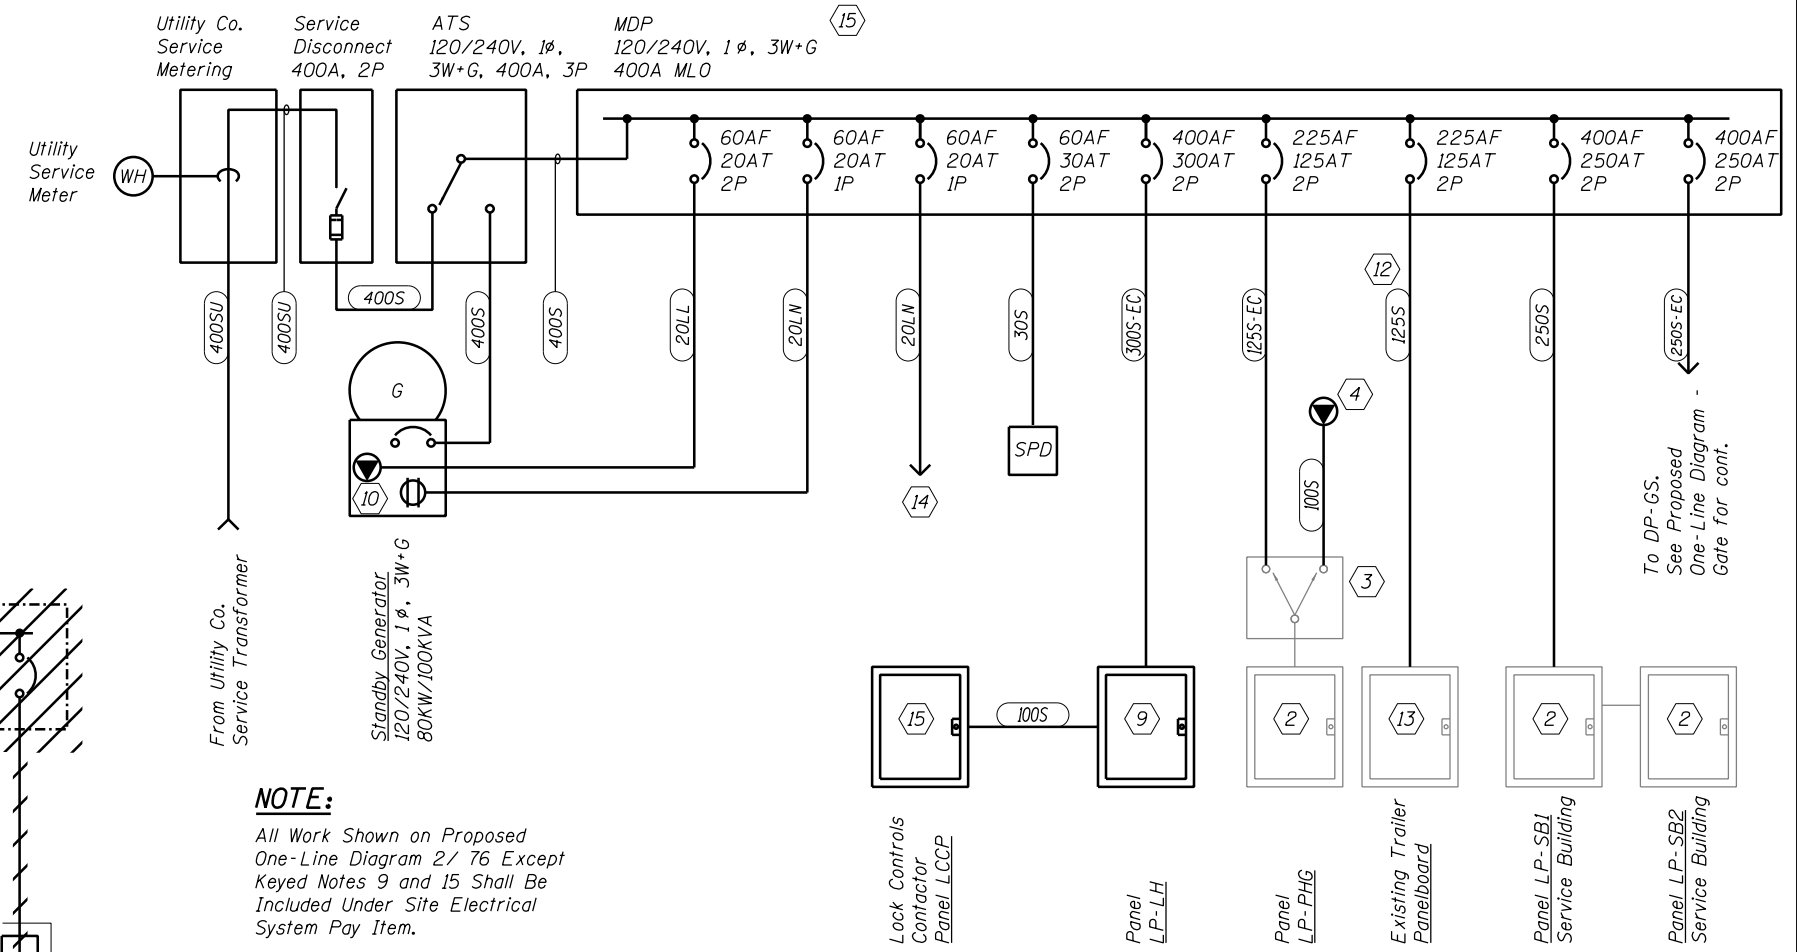 Utility Co.
Service
Metering
Service
Disconnect
400A, 2P
ATS
120/240V, 1ø,
3W+G, 400A, 3P
MDP
120/240V, 1ø, 3W+G
400A MLO
15
Utility
Service
Meter
WH
60AF
20AT
2P
60AF
20AT
1P
60AF
20AT
1P
60AF
30AT
2P
400AF
300AT
2P
225AF
125AT
2P
225AF
125AT
2P
400AF
250AT
2P
400AF
250AT
2P
12
400SU
400SU
400S
400S
400S
20LL
20LN
20LN
30S
300S-EC
125S-EC
125S
250S
250S-EC
G
10
4
SPD
14
100S
3
To DP-GS.
See Proposed
One-Line Diagram -
Gate for cont.
From Utility Co.
Service Transformer
Standby Generator
120/240V, 1ø, 3W+G
80KW/100KVA
15
100S
9
2
13
2
2
Lock Controls
Contactor
Panel LCCP
Panel
LP-LH
Panel
LP-PHG
Existing Trailer
Panelboard
Panel LP-SB1
Service Building
Panel LP-SB2
Service Building
NOTE:
All Work Shown on Proposed
One-Line Diagram 2/ 76 Except
Keyed Notes 9 and 15 Shall Be
Included Under Site Electrical
System Pay Item.